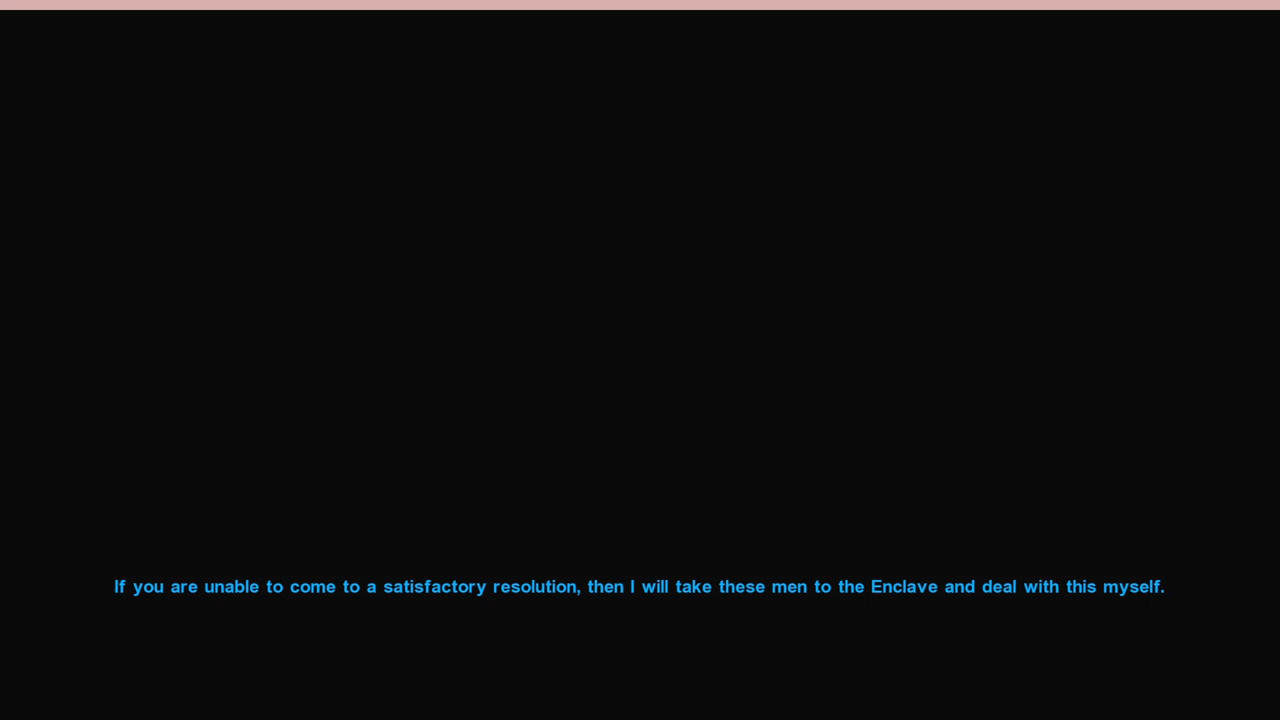 If you are unable to come to a satisfactory resolution, then I will take these men to the Enclave and deal with this myself.